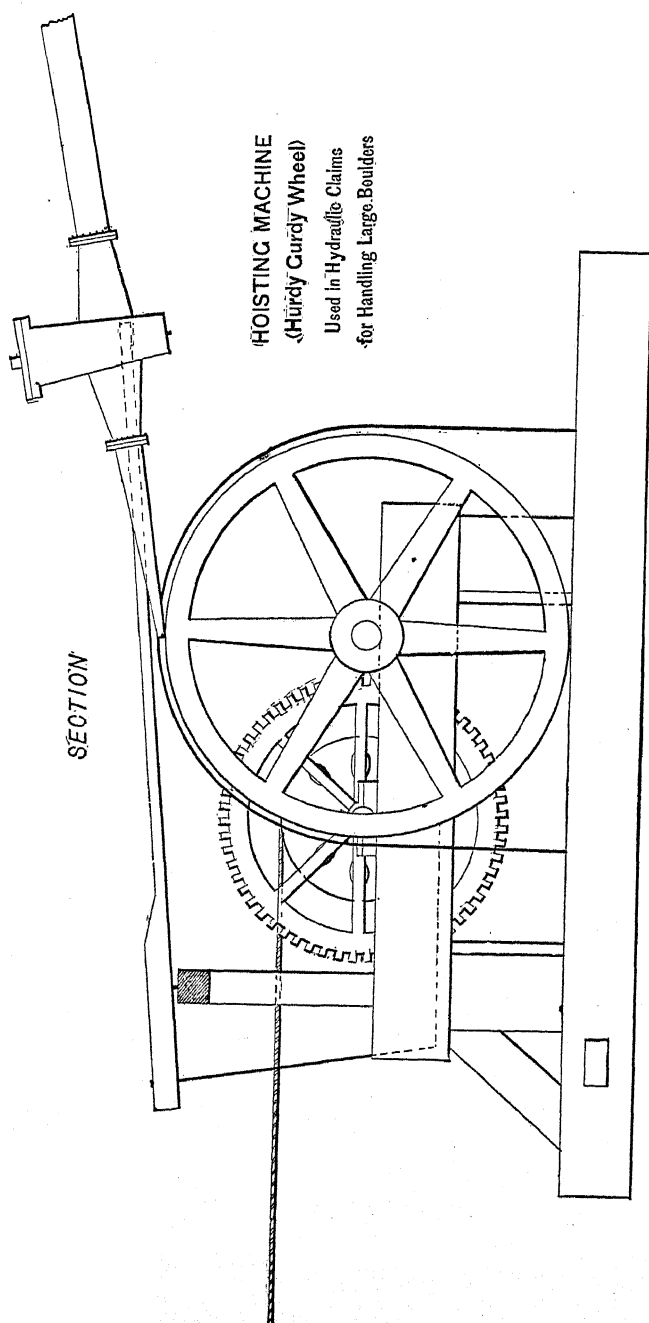 HOISTING MACHINE
(Hurdy Gurdy Wheel)
Used in Hydraulic Claims
for Handling Large Boulders
SECTION